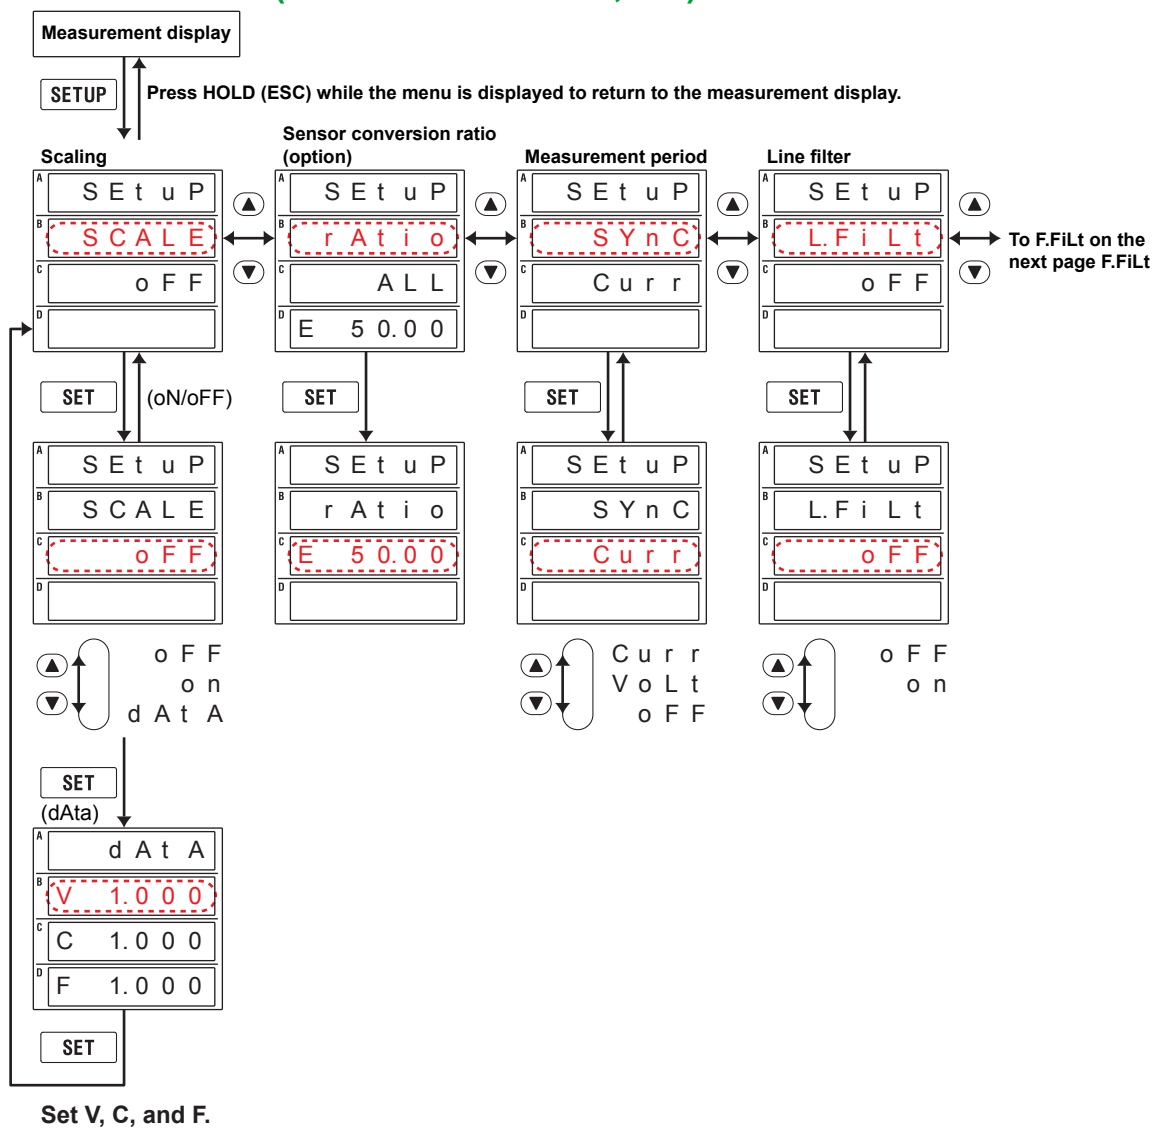 Measurement display
SETUP
Press HOLD (ESC) while the menu is displayed to return to the measurement display.
Scaling
Sensor conversion ratio
(option)
Measurement period
Line filter
A SEtuP
B SCALE
C oFF
D
A SEtuP
B rAtio
C ALL
D E 50.00
A SEtuP
B SYnC
C Curr
D
A SEtuP
B L.FiLt
C oFF
D
To F.FiLt on the
next page F.FiLt
SET
(oN/oFF)
SET
SET
SET
A SEtuP
B SCALE
C oFF
D
A SEtuP
B rAtio
C E 50.00
D
A SEtuP
B SYnC
C Curr
D
A SEtuP
B L.FiLt
C oFF
D
oFF
on
dAtA
Curr
VoLt
oFF
oFF
on
SET
(dAta)
A dAtA
B V 1.000
C C 1.000
D F 1.000
SET
Set V, C, and F.